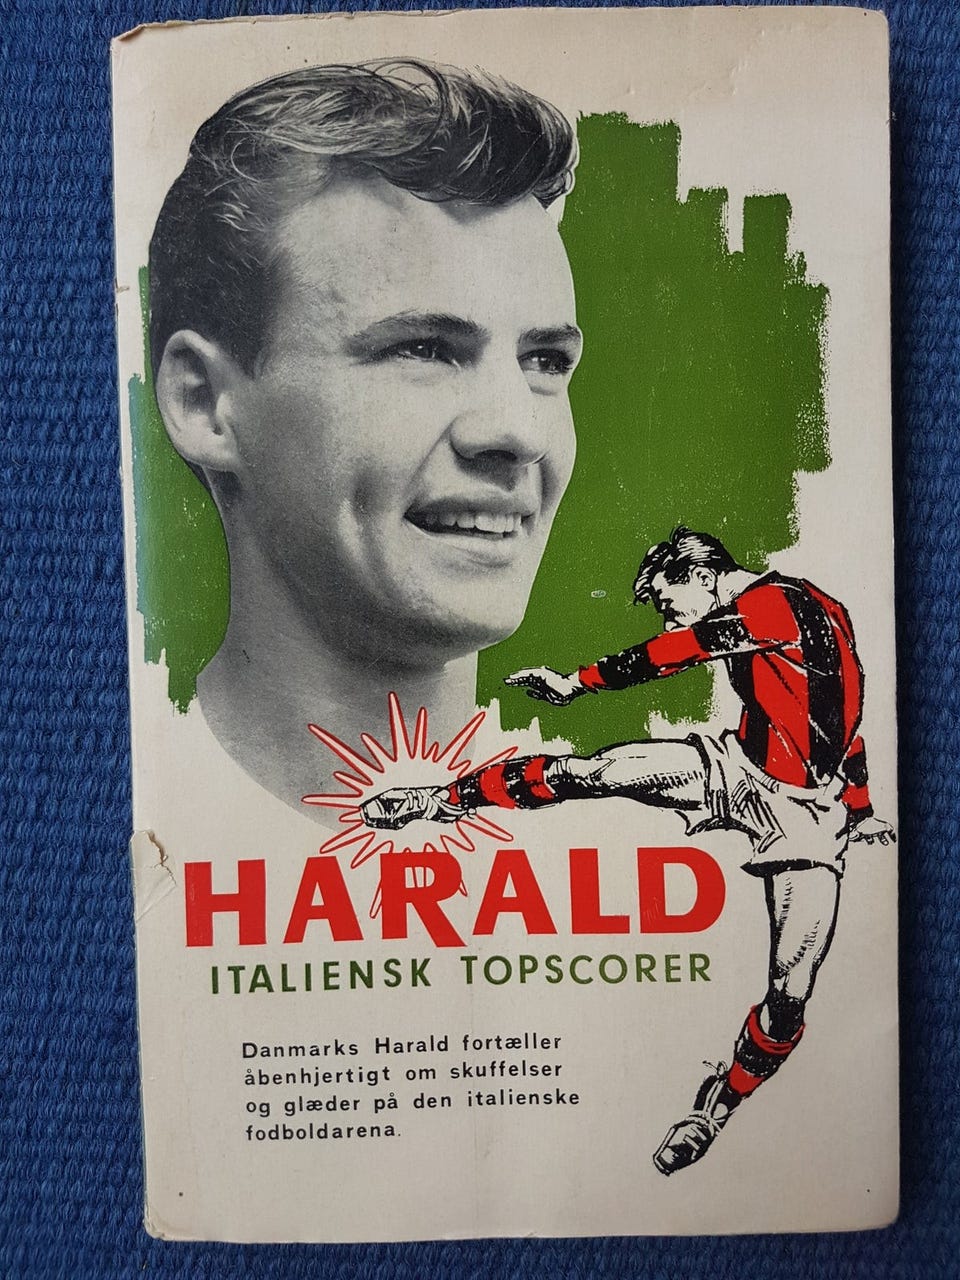 HARALD
ITALIENSK TOPSCORER
Danmarks Harald fortæller
åbenhjertigt om skuffelser
og glæder på den italienske
fodboldarena.